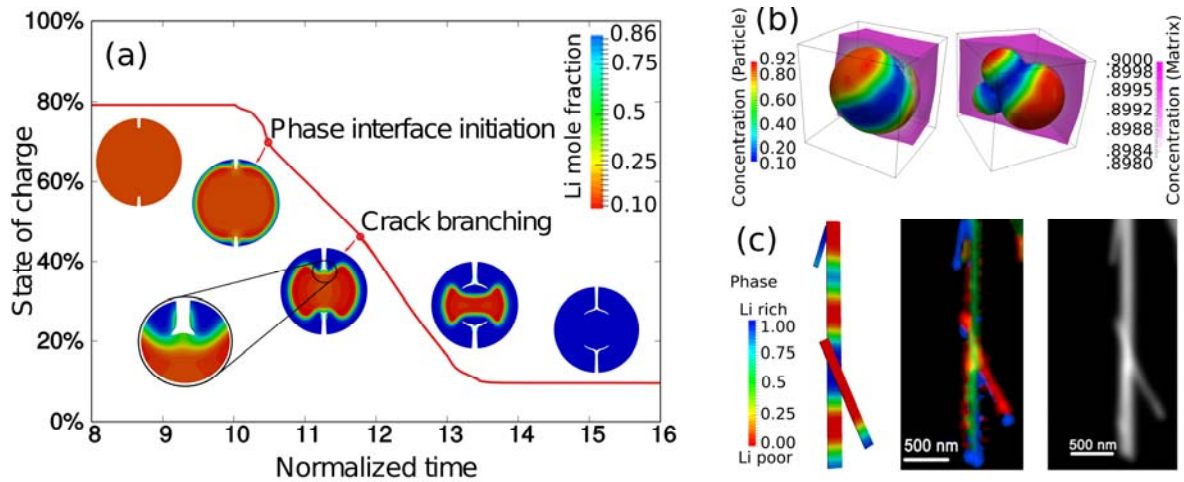 (a)
State of charge
100%
80%
60%
40%
20%
0%
8 9 10 11 12 13 14 15 16
Normalized time
Phase interface initiation
Crack branching
Li mole fraction
0.86
0.75
0.5
0.25
0.10
(b)
Concentration (Particle)
0.92
0.80
0.60
0.40
0.20
0.10
.9000
.8998
.8996
.8992
.8988
.8984
.8980
Concentration (Matrix)
(c)
Phase
Li rich
1.00
0.75
0.50
0.25
0.00
Li poor
500 nm
500 nm